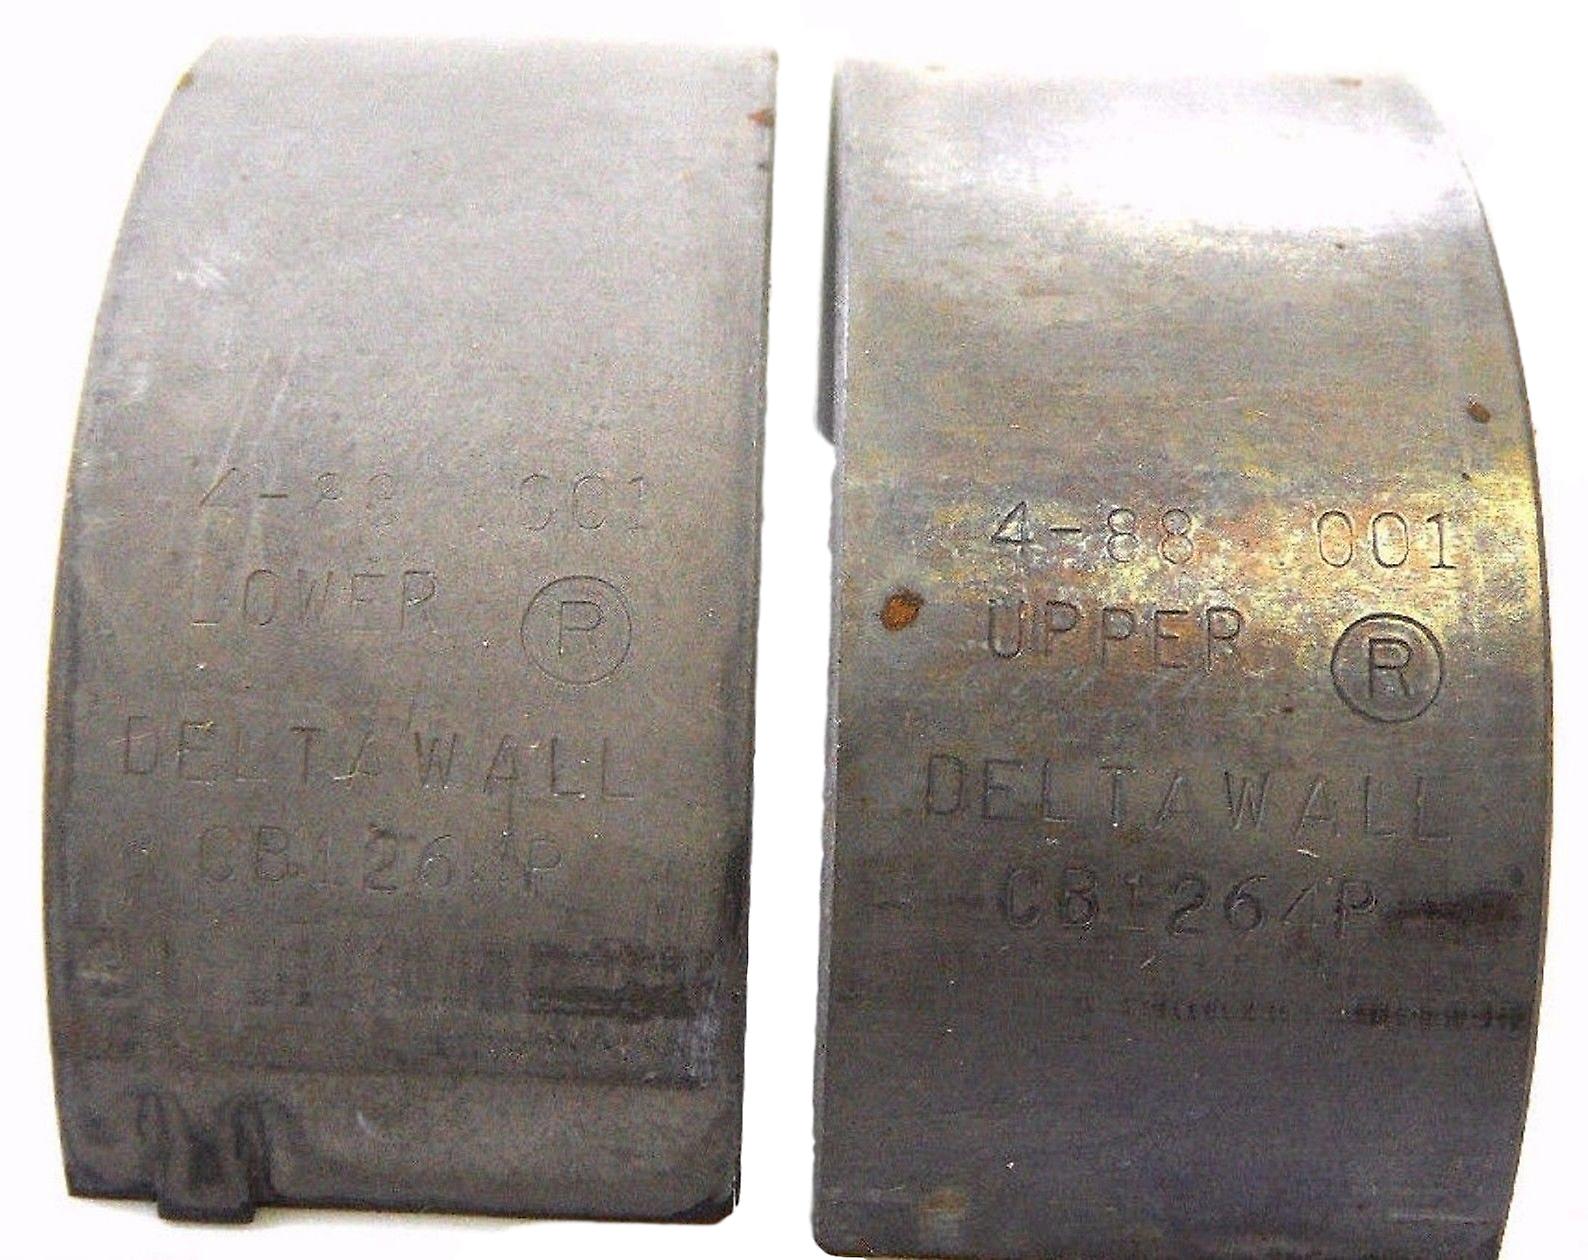 4-88 001
LOWER Ⓡ
DELTAWALL
CB1264P
4-88 001
UPPER Ⓡ
DELTAWALL
CB1264P